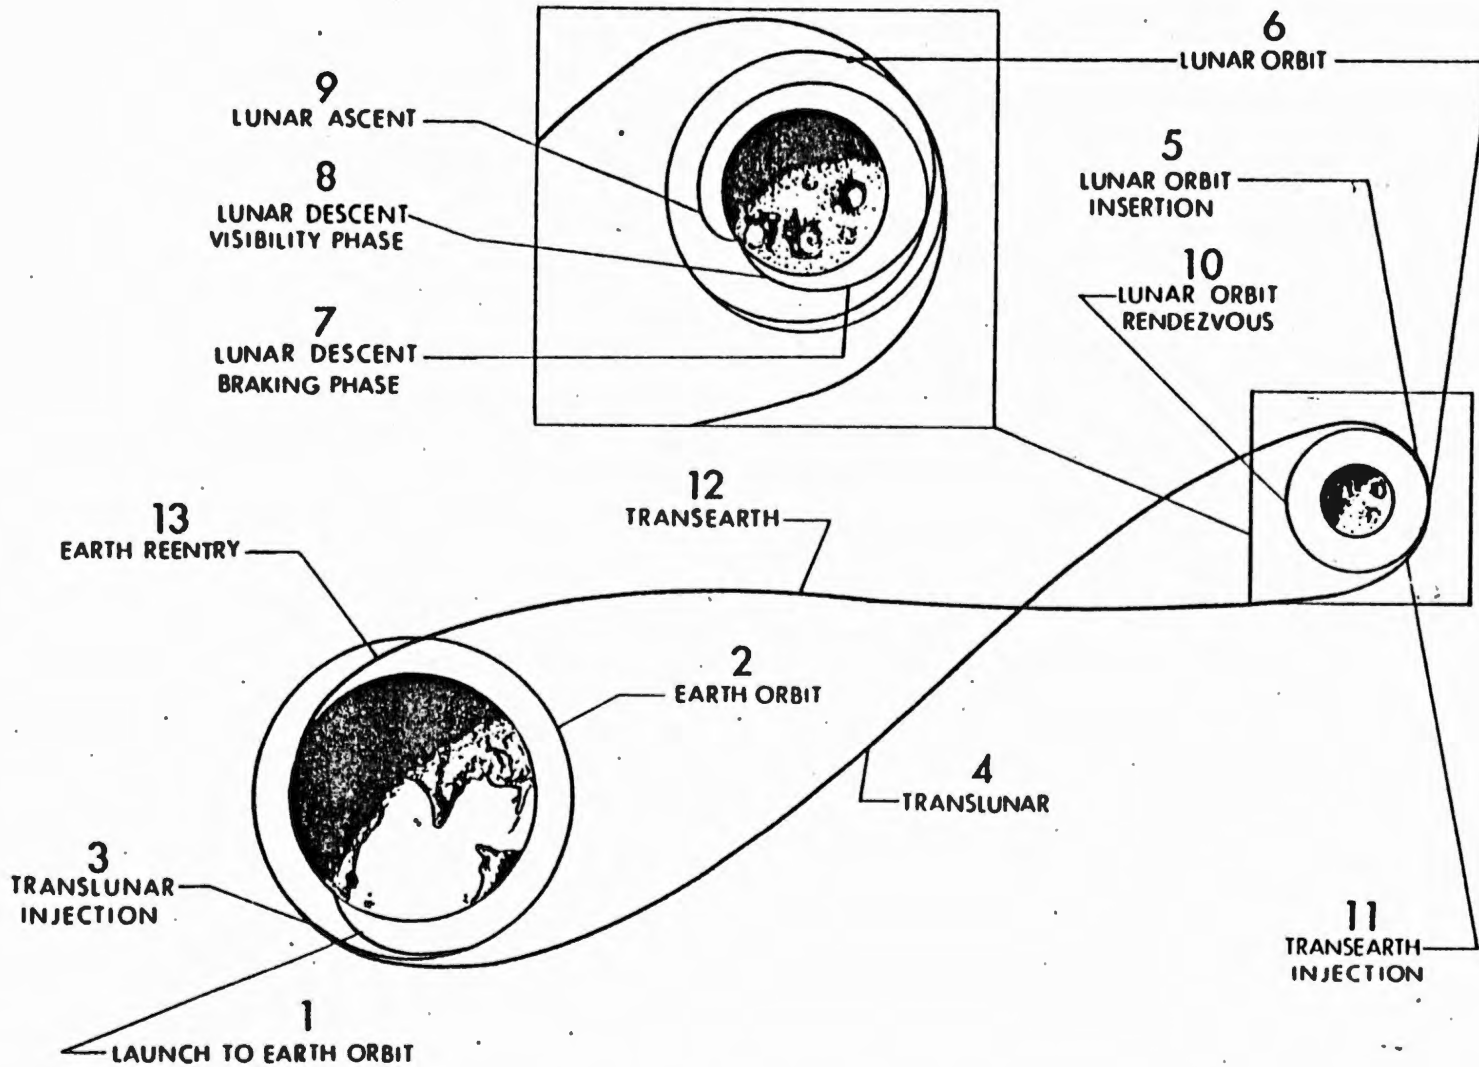 6
LUNAR ORBIT
9
LUNAR ASCENT
5
LUNAR ORBIT
INSERTION
8
LUNAR DESCENT
VISIBILITY PHASE
10
LUNAR ORBIT
RENDEZVOUS
7
LUNAR DESCENT
BRAKING PHASE
12
TRANSEARTH
13
EARTH REENTRY
2
EARTH ORBIT
4
TRANSLUNAR
3
TRANSLUNAR
INJECTION
11
TRANSEARTH
INJECTION
1
LAUNCH TO EARTH ORBIT